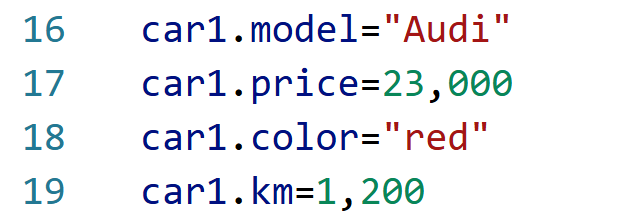 16 car1.model="Audi"
17 car1.price=23,000
18 car1.color="red"
19 car1.km=1,200